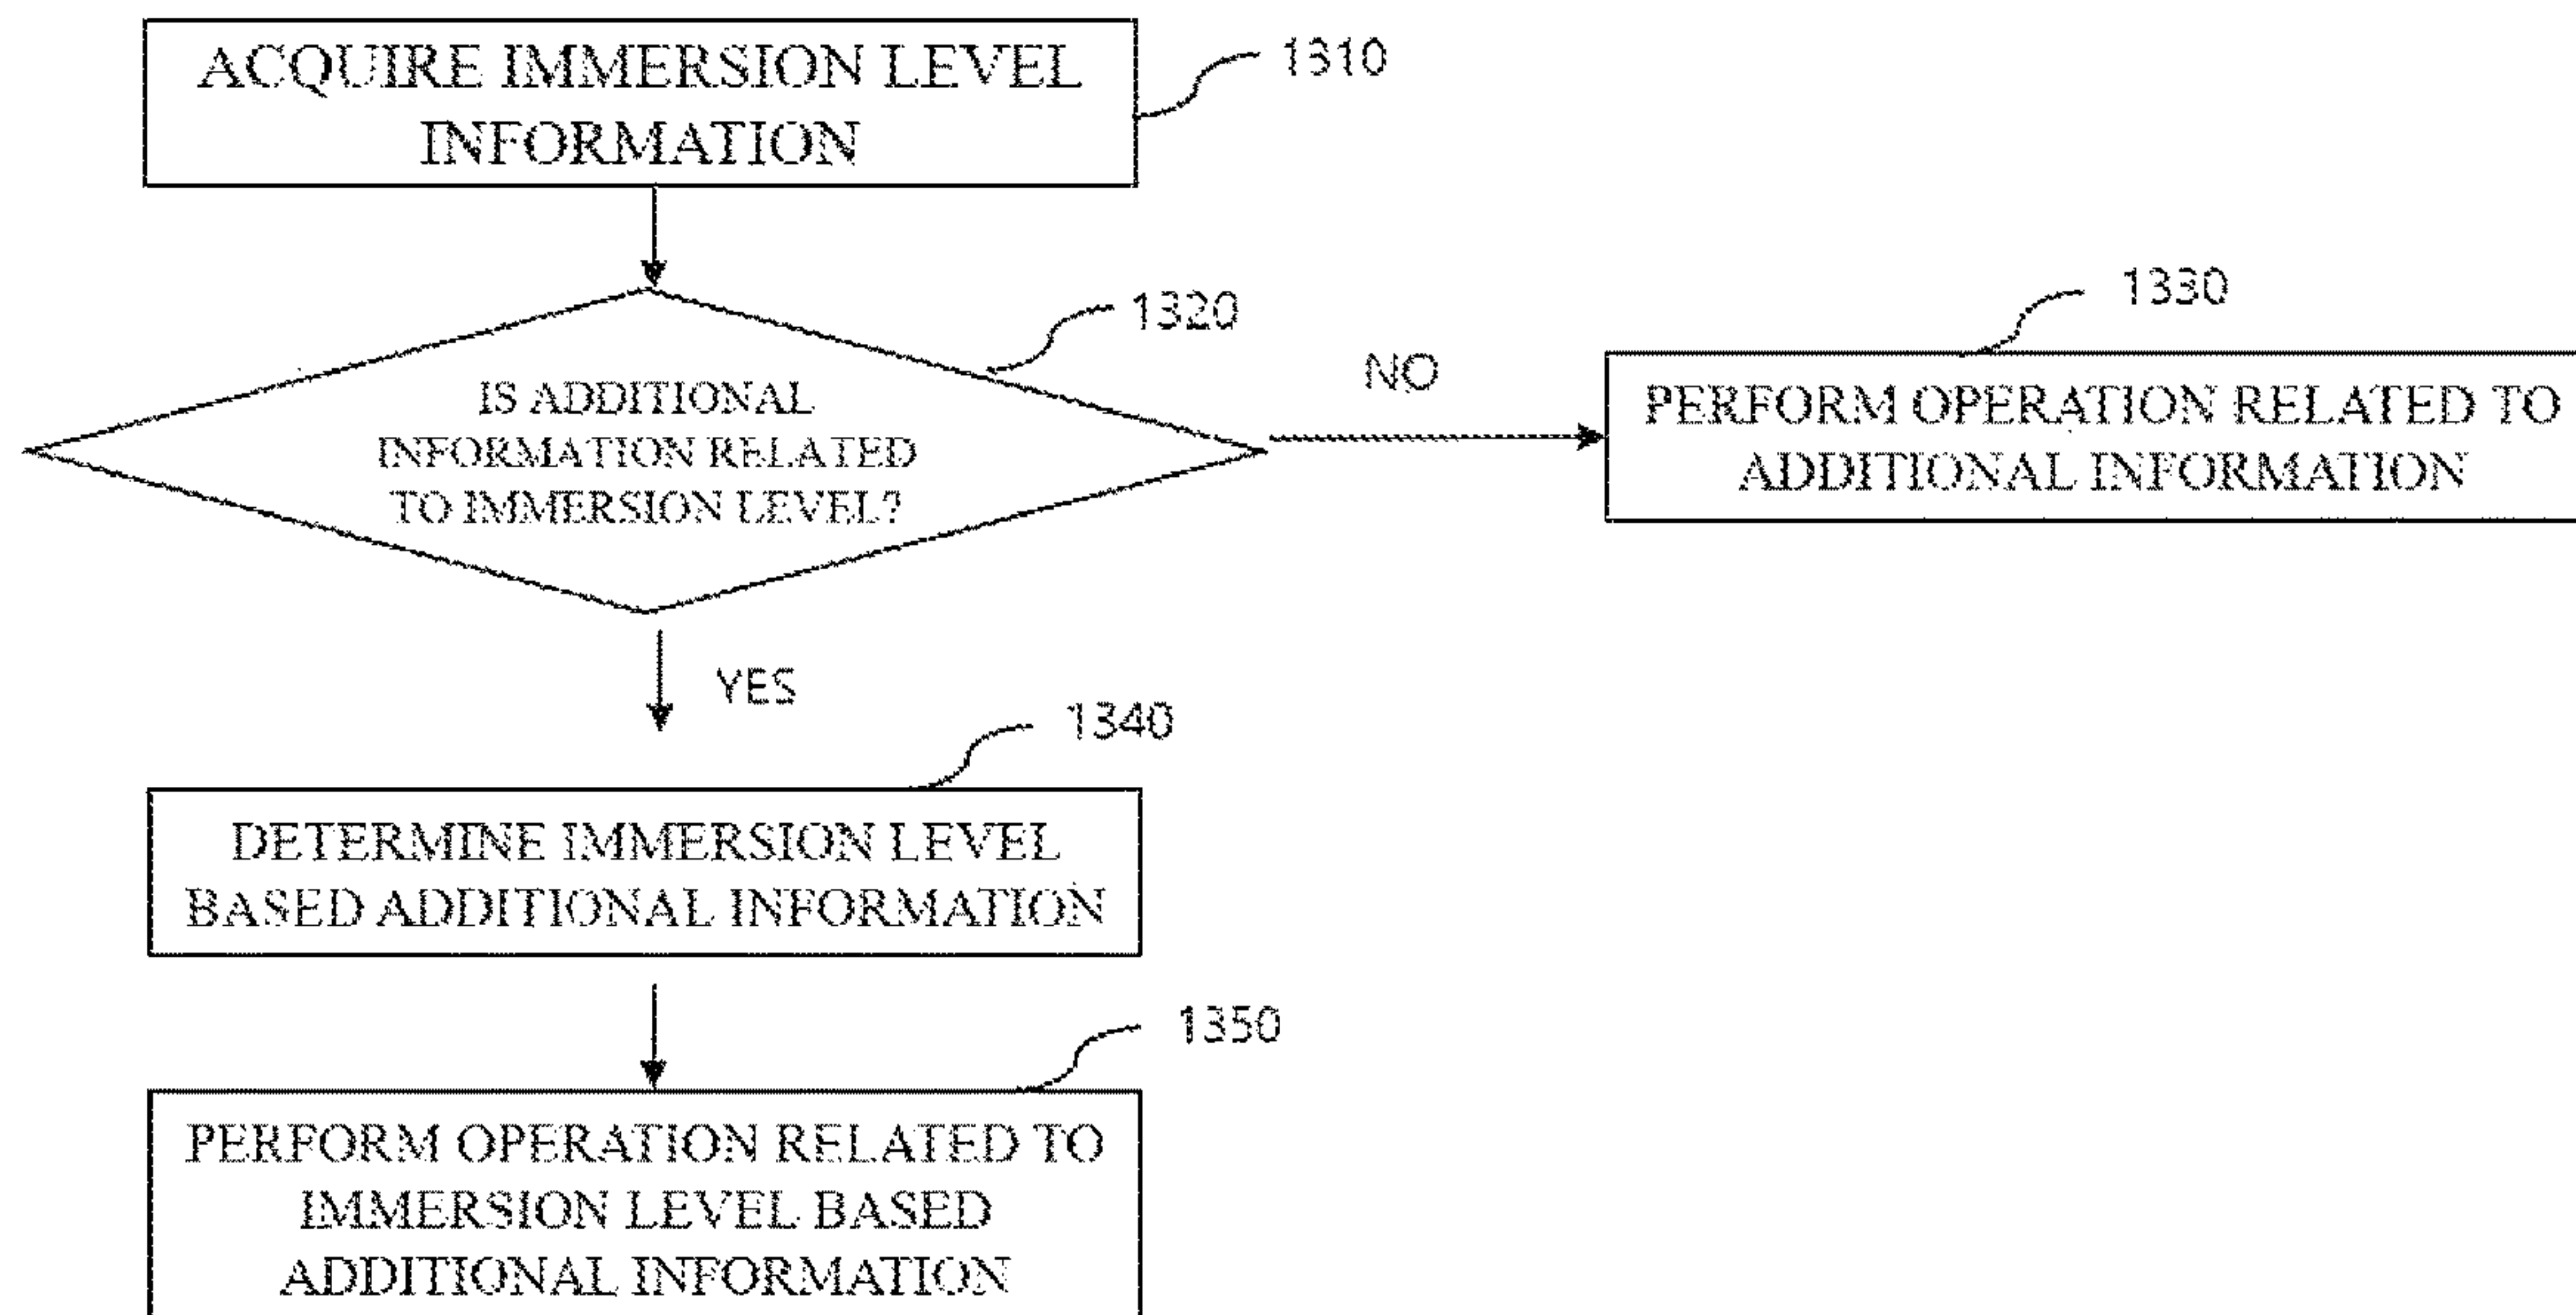 ACQUIRE IMMERSION LEVEL
INFORMATION
1310
1320
IS ADDITIONAL
INFORMATION RELATED
TO IMMERSION LEVEL?
NO
1330
PERFORM OPERATION RELATED TO
ADDITIONAL INFORMATION
YES
1340
DETERMINE IMMERSION LEVEL
BASED ADDITIONAL INFORMATION
1350
PERFORM OPERATION RELATED TO
IMMERSION LEVEL BASED
ADDITIONAL INFORMATION